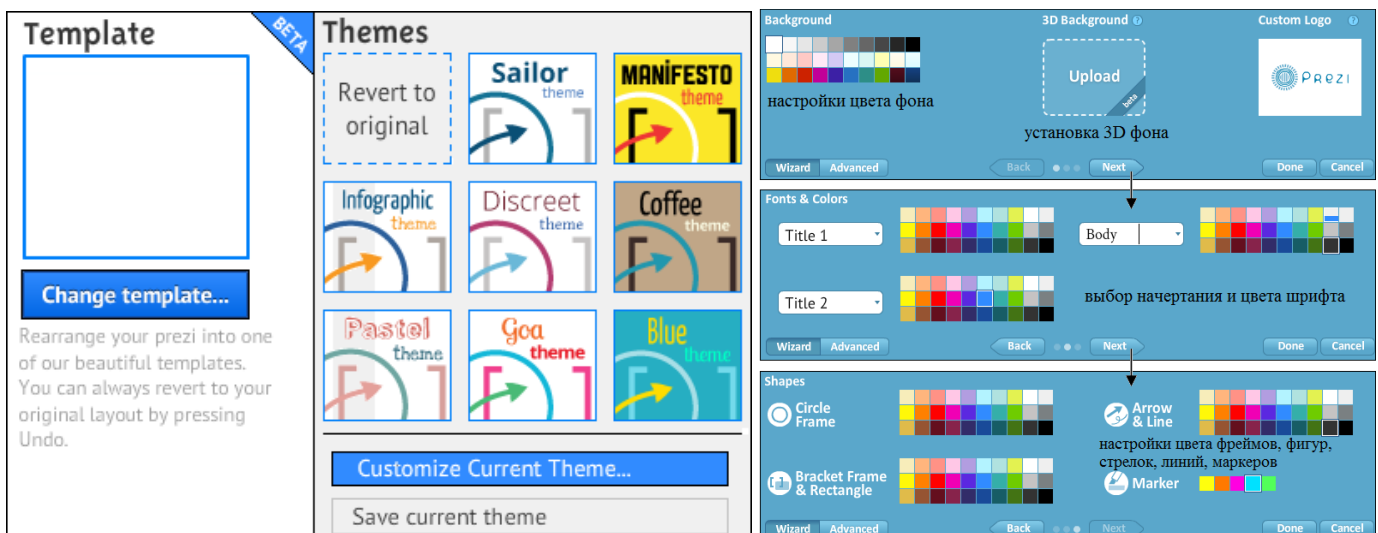 Template
BETA
Change template...
Rearrange your prezi into one
of our beautiful templates.
You can always revert to your
original layout by pressing
Undo.
Themes
Revert to
original
Sailor
theme
MANiFESTO
theme
Infographic
theme
Discreet
theme
Coffee
theme
Pastel
theme
Goa
theme
Blue
theme
Customize Current Theme...
Save current theme
Background
3D Background ?
Custom Logo ?
Upload
beta
PREZI
настройки цвета фона
установка 3D фона
Wizard Advanced
Back Next
Done Cancel
Fonts & Colors
Title 1
Body
Title 2
выбор начертания и цвета шрифта
Wizard Advanced
Back Next
Done Cancel
Shapes
Circle
Frame
Arrow
& Line
настройки цвета фреймов, фигур,
стрелок, линий, маркеров
Bracket Frame
& Rectangle
Marker
Wizard Advanced
Back Next
Done Cancel